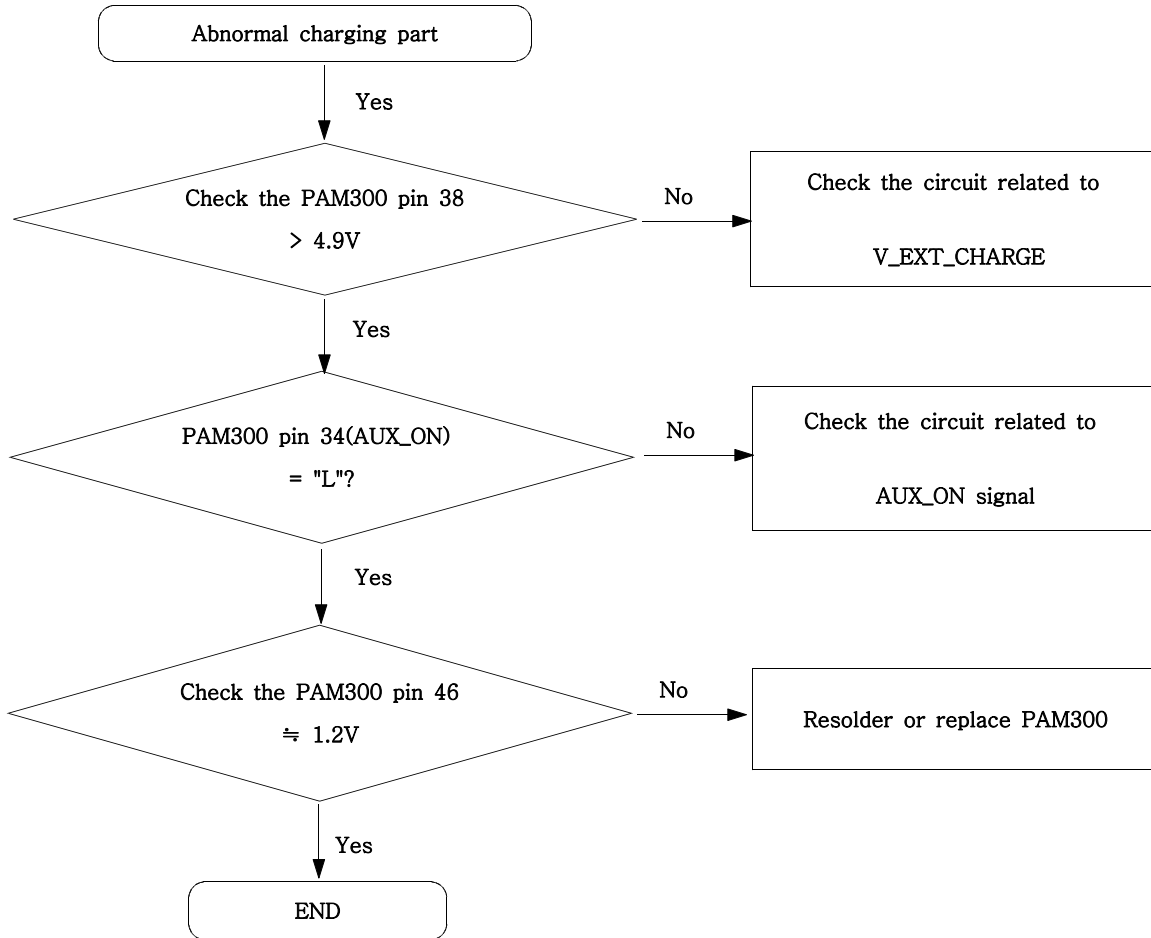 Abnormal charging part
Yes
Check the PAM300 pin 38
> 4.9V
No
Check the circuit related to
V_EXT_CHARGE
Yes
PAM300 pin 34(AUX_ON)
= "L"?
No
Check the circuit related to
AUX_ON signal
Yes
Check the PAM300 pin 46
≒ 1.2V
No
Resolder or replace PAM300
Yes
END